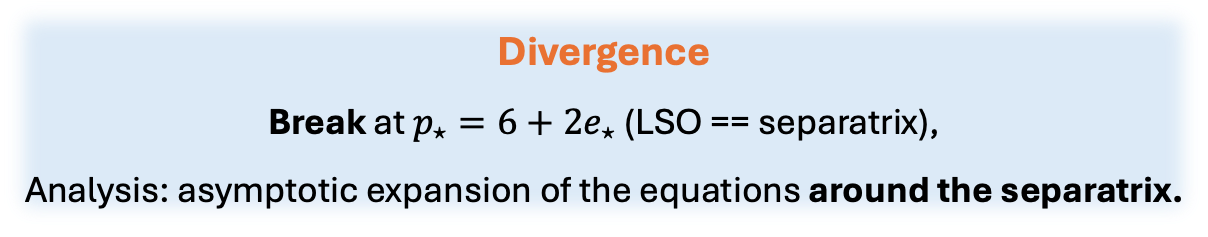 Divergence
Break at p⋆ = 6 + 2e⋆ (LSO == separatrix),
Analysis: asymptotic expansion of the equations around the separatrix.